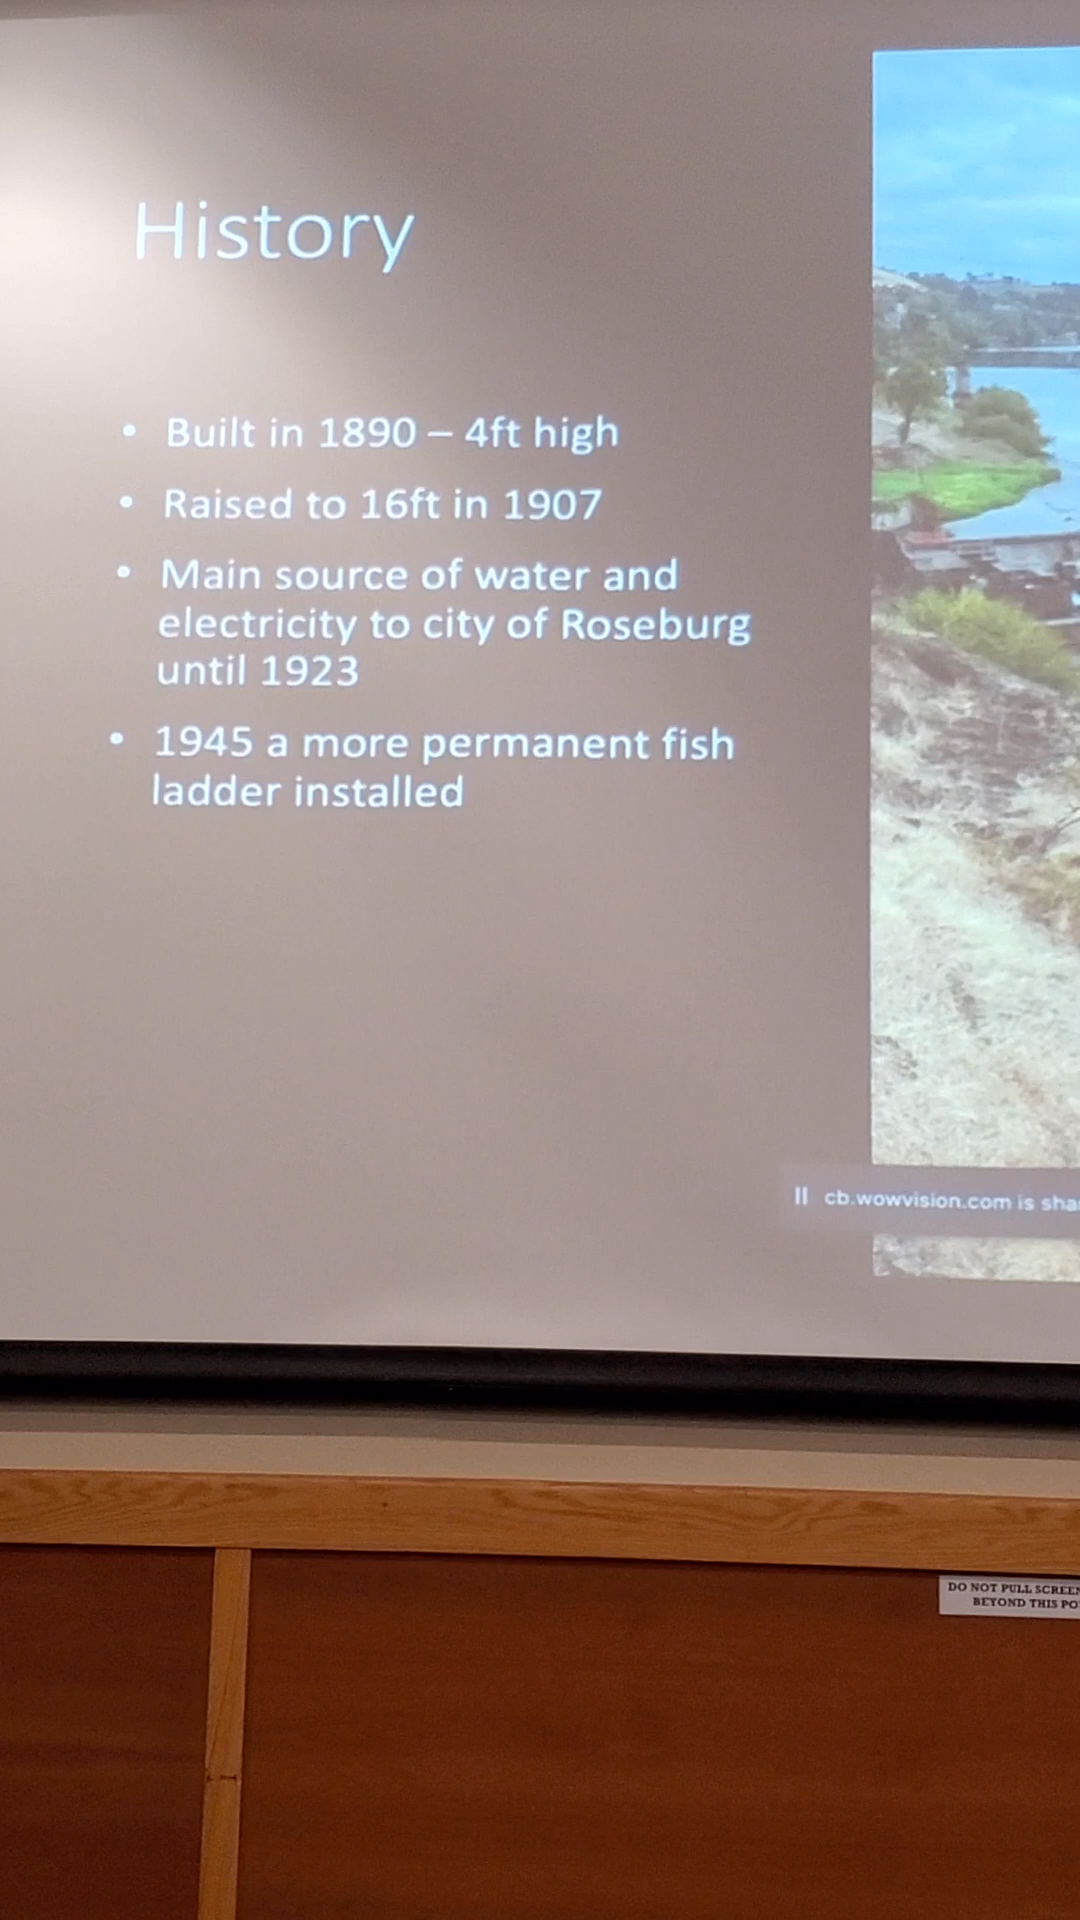 History
• Built in 1890 – 4ft high
• Raised to 16ft in 1907
• Main source of water and
electricity to city of Roseburg
until 1923
• 1945 a more permanent fish
ladder installed
cb.wowvision.com is
DO NOT PULL SCREEN
BEYOND THIS